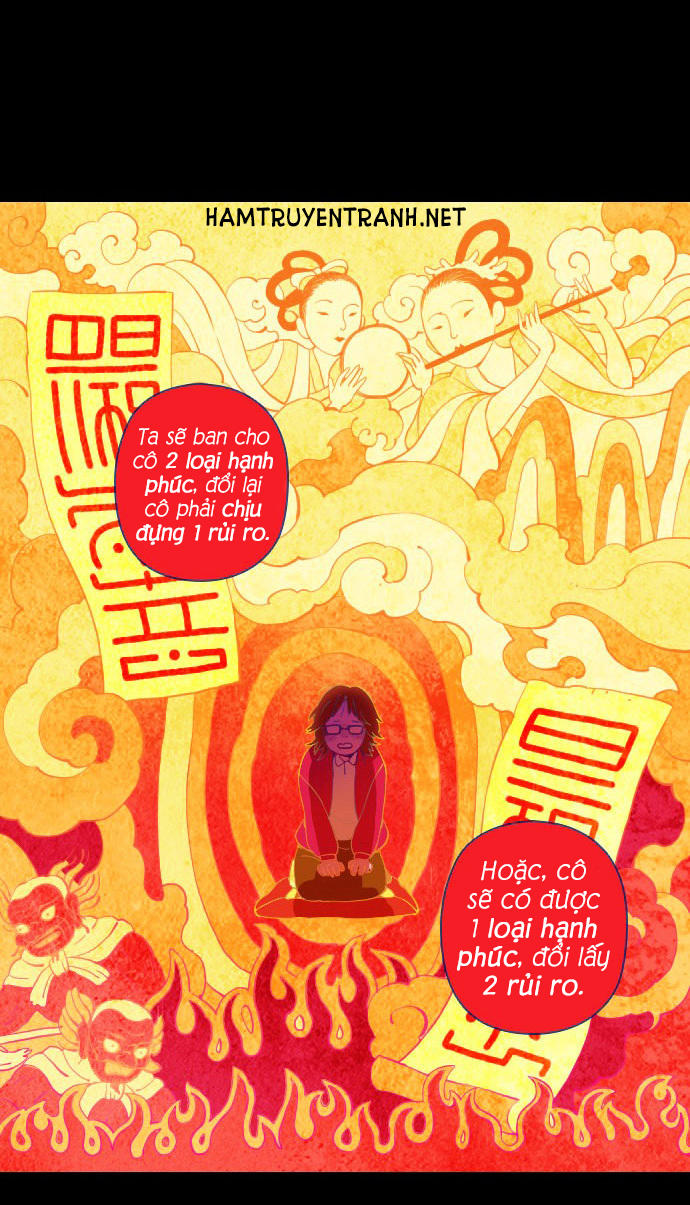 HAMTRUYENTRANH.NET
Ta sẽ ban cho
cô 2 loại hạnh
phúc, đổi lại
cô phải chịu
đựng 1 rủi ro.
Hoặc, cô
sẽ có được
1 loại hạnh
phúc, đổi lấy
2 rủi ro.